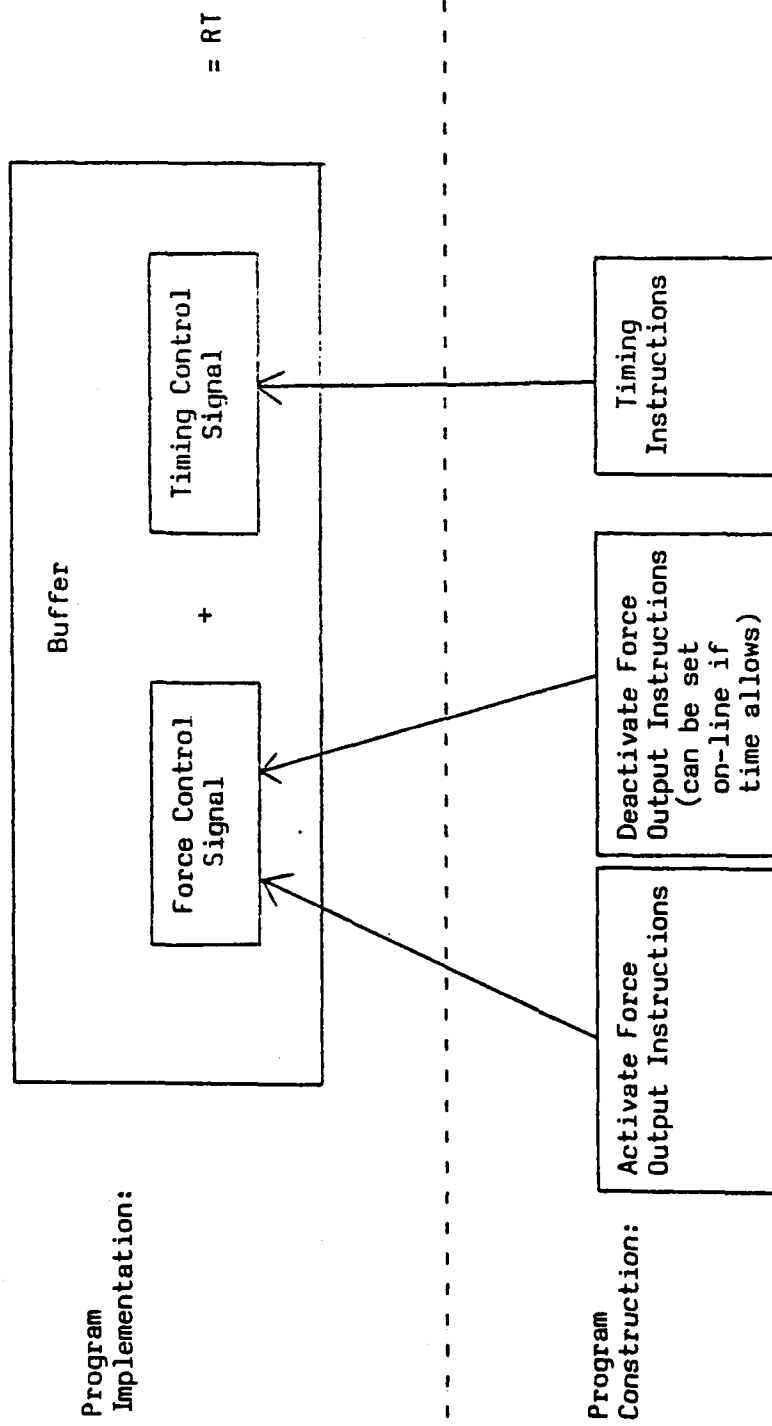 Program
Implementation:
Buffer
Force Control
Signal
+
Timing Control
Signal
= RT
Program
Construction:
Activate Force
Output Instructions
Deactivate Force
Output Instructions
(can be set
on-line if
time allows)
Timing
Instructions